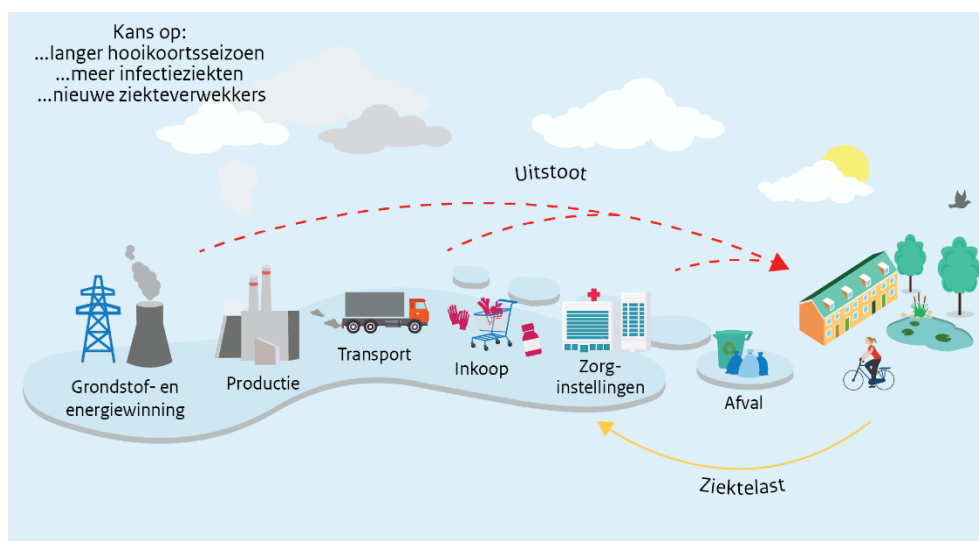 Kans op:
...langer hooikoortsseizoen
...meer infectieziekten
...nieuwe ziekteverwekkers
Uitstoot
Grondstof- en
energiewinning
Productie
Transport
Inkoop
Zorg-
instellingen
Afval
Ziektelast